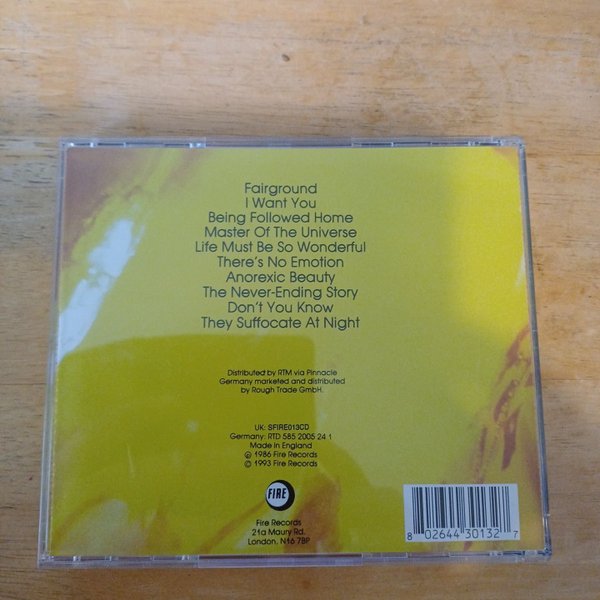 Fairground
I Want You
Being Followed Home
Master Of The Universe
Life Must Be So Wonderful
There's No Emotion
Anorexic Beauty
The Never-Ending Story
Don't You Know
They Suffocate At Night
Distributed by RTM via Pinnacle
Germany marketed and distributed
by Rough Trade GmbH.
UK: SFIRE013CD
Germany: RTD 585 2005 24 1
Made in England
℗ 1986 Fire Records
© 1993 Fire Records
FIRE
Fire Records
21a Maury Rd.
London, N16 7BP
8 02644 30132 7